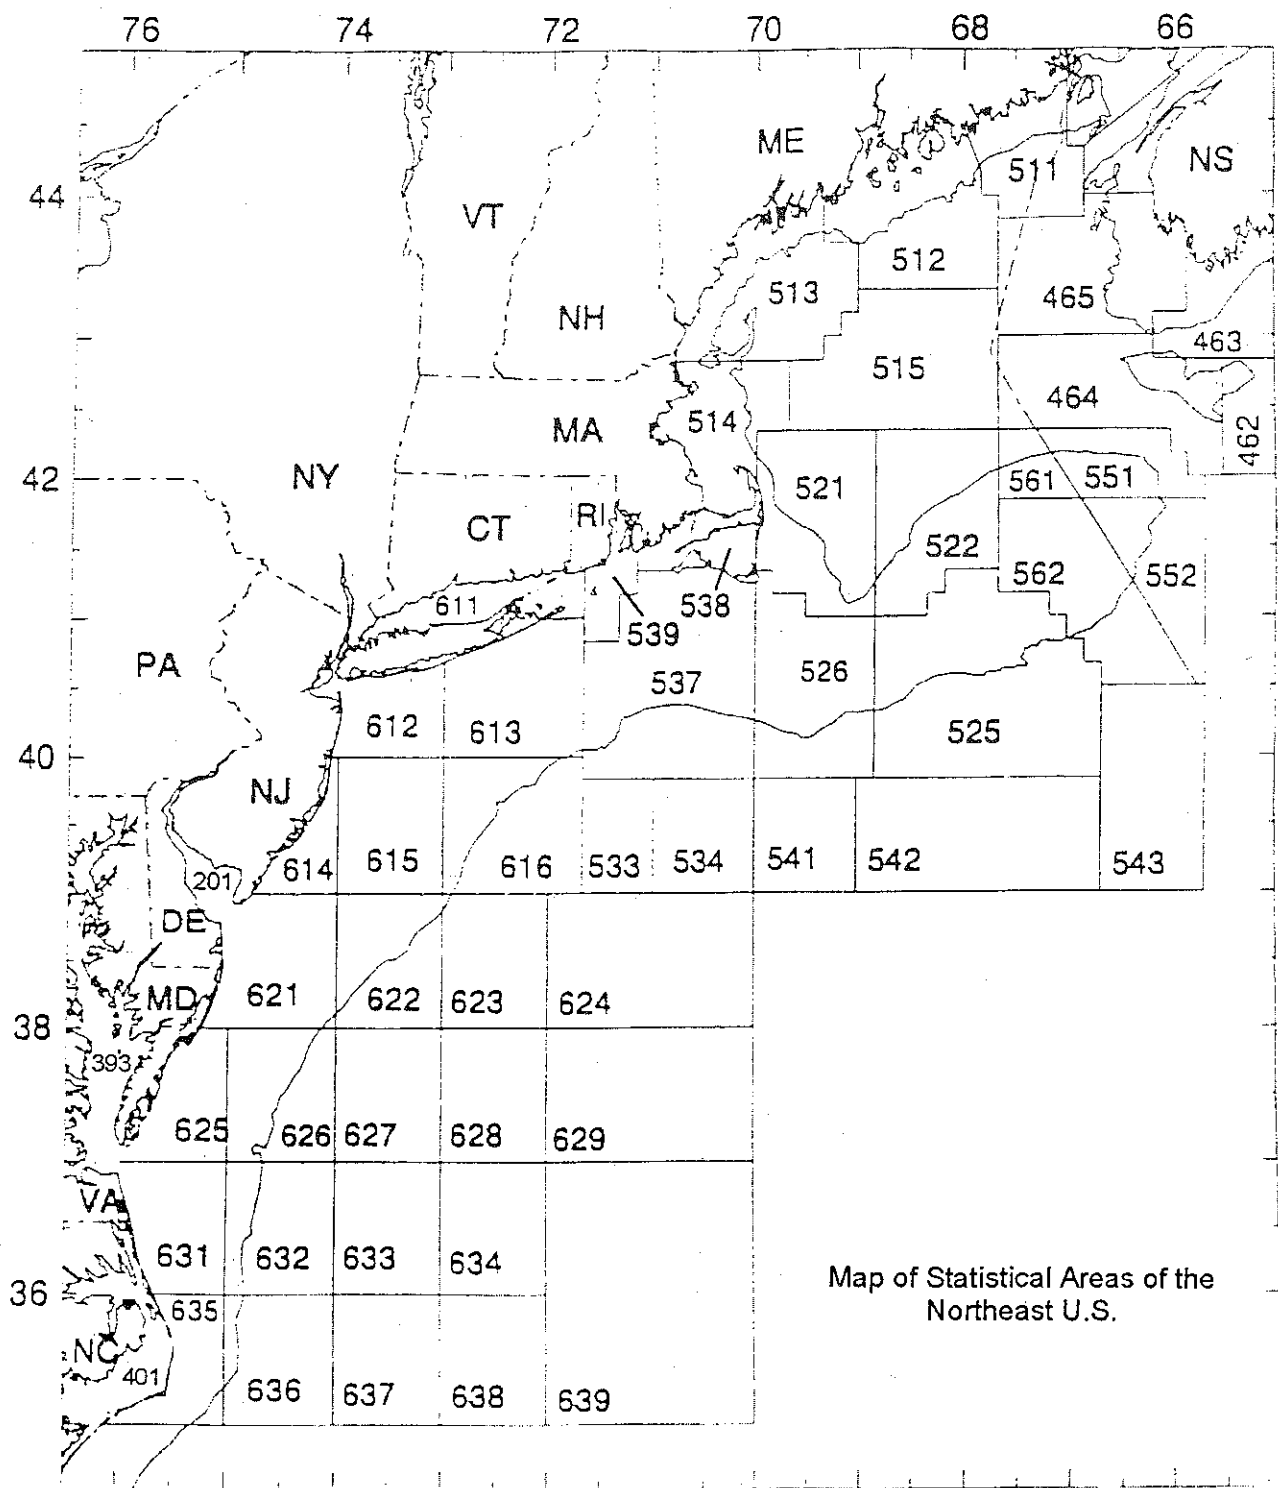 76 74 72 70 68 66
ME
511
NS
44
VT
512
513
465
NH
463
515
464
514
MA
462
42
NY
521
561 551
RI
CT
522
562 552
611
538
539
PA
526
537
612 613
525
40
NJ
614 615 616 533 534 541 542 543
201
DE
621 622 623 624
MD
38
393
625 626 627 628 629
VA
631 632 633 634
36
635
Map of Statistical Areas of the
Northeast U.S.
NC
401
636 637 638 639